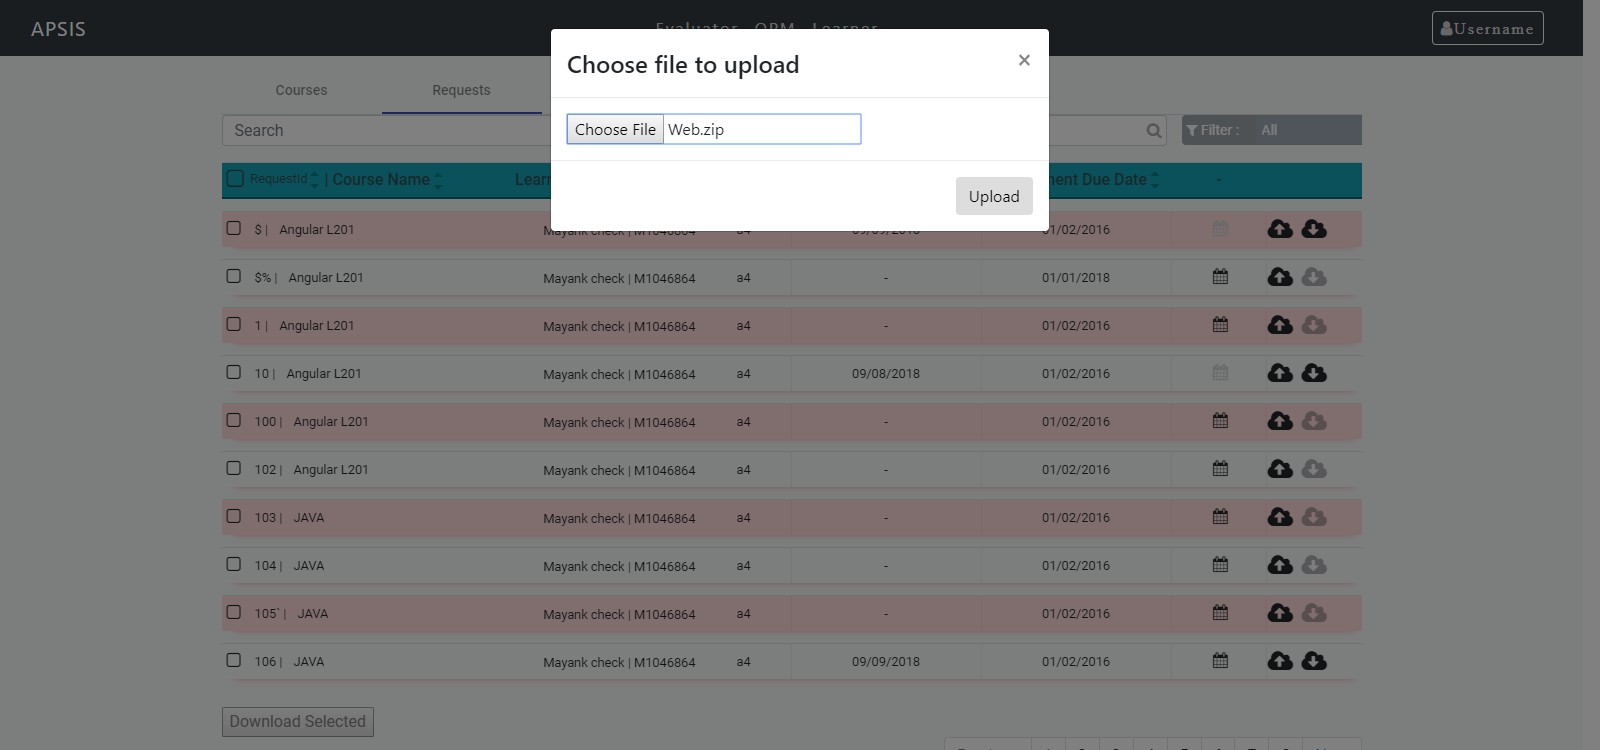 APSIS
Evaluator QPM Learner
Username
Choose file to upload
×
Courses
Requests
Choose File Web.zip
Search
Filter : All
Upload
RequestId | Course Name
ent Due Date -
$ | Angular L201 Mayank check | M1046864 a4 09/09/2018 01/02/2016
$% | Angular L201 Mayank check | M1046864 a4 - 01/01/2018
1 | Angular L201 Mayank check | M1046864 a4 - 01/02/2016
10 | Angular L201 Mayank check | M1046864 a4 09/08/2018 01/02/2016
100 | Angular L201 Mayank check | M1046864 a4 - 01/02/2016
102 | Angular L201 Mayank check | M1046864 a4 - 01/02/2016
103 | JAVA Mayank check | M1046864 a4 - 01/02/2016
104 | JAVA Mayank check | M1046864 a4 - 01/02/2016
105` | JAVA Mayank check | M1046864 a4 - 01/02/2016
106 | JAVA Mayank check | M1046864 a4 09/09/2018 01/02/2016
Download Selected